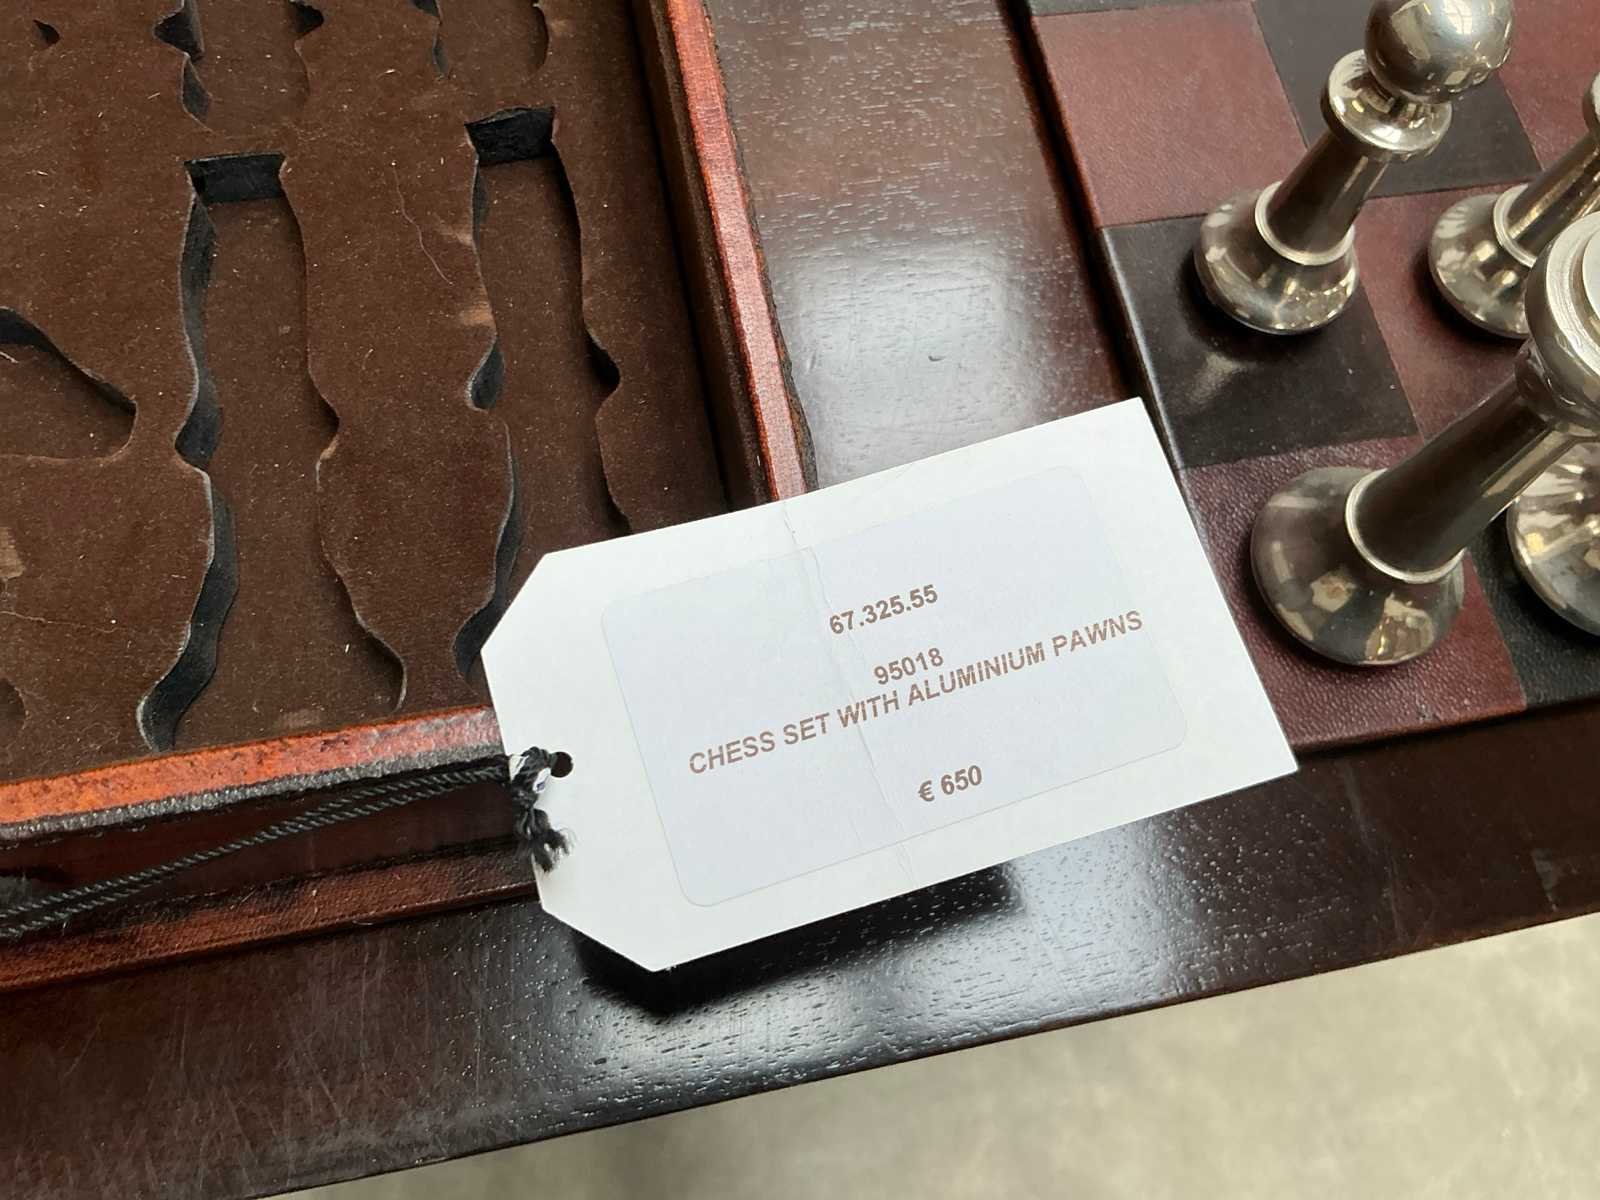 67.325.55
95018
CHESS SET WITH ALUMINIUM PAWNS
€ 650